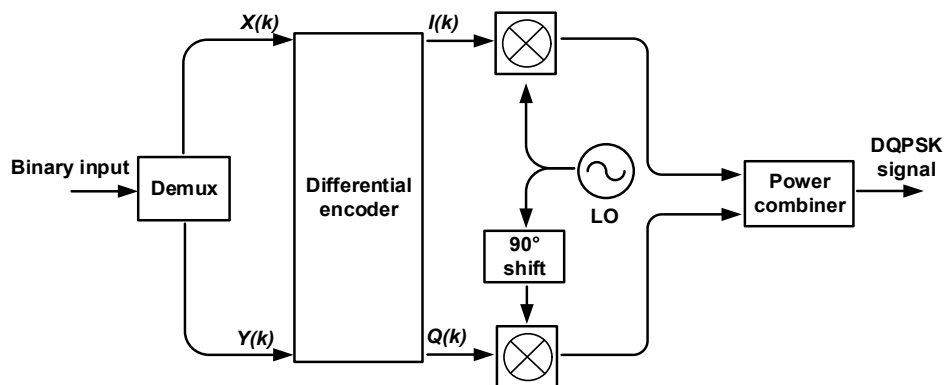 X(k)
I(k)
Binary input
Demux
Differential
encoder
LO
90°
shift
Power
combiner
DQPSK
signal
Y(k)
Q(k)